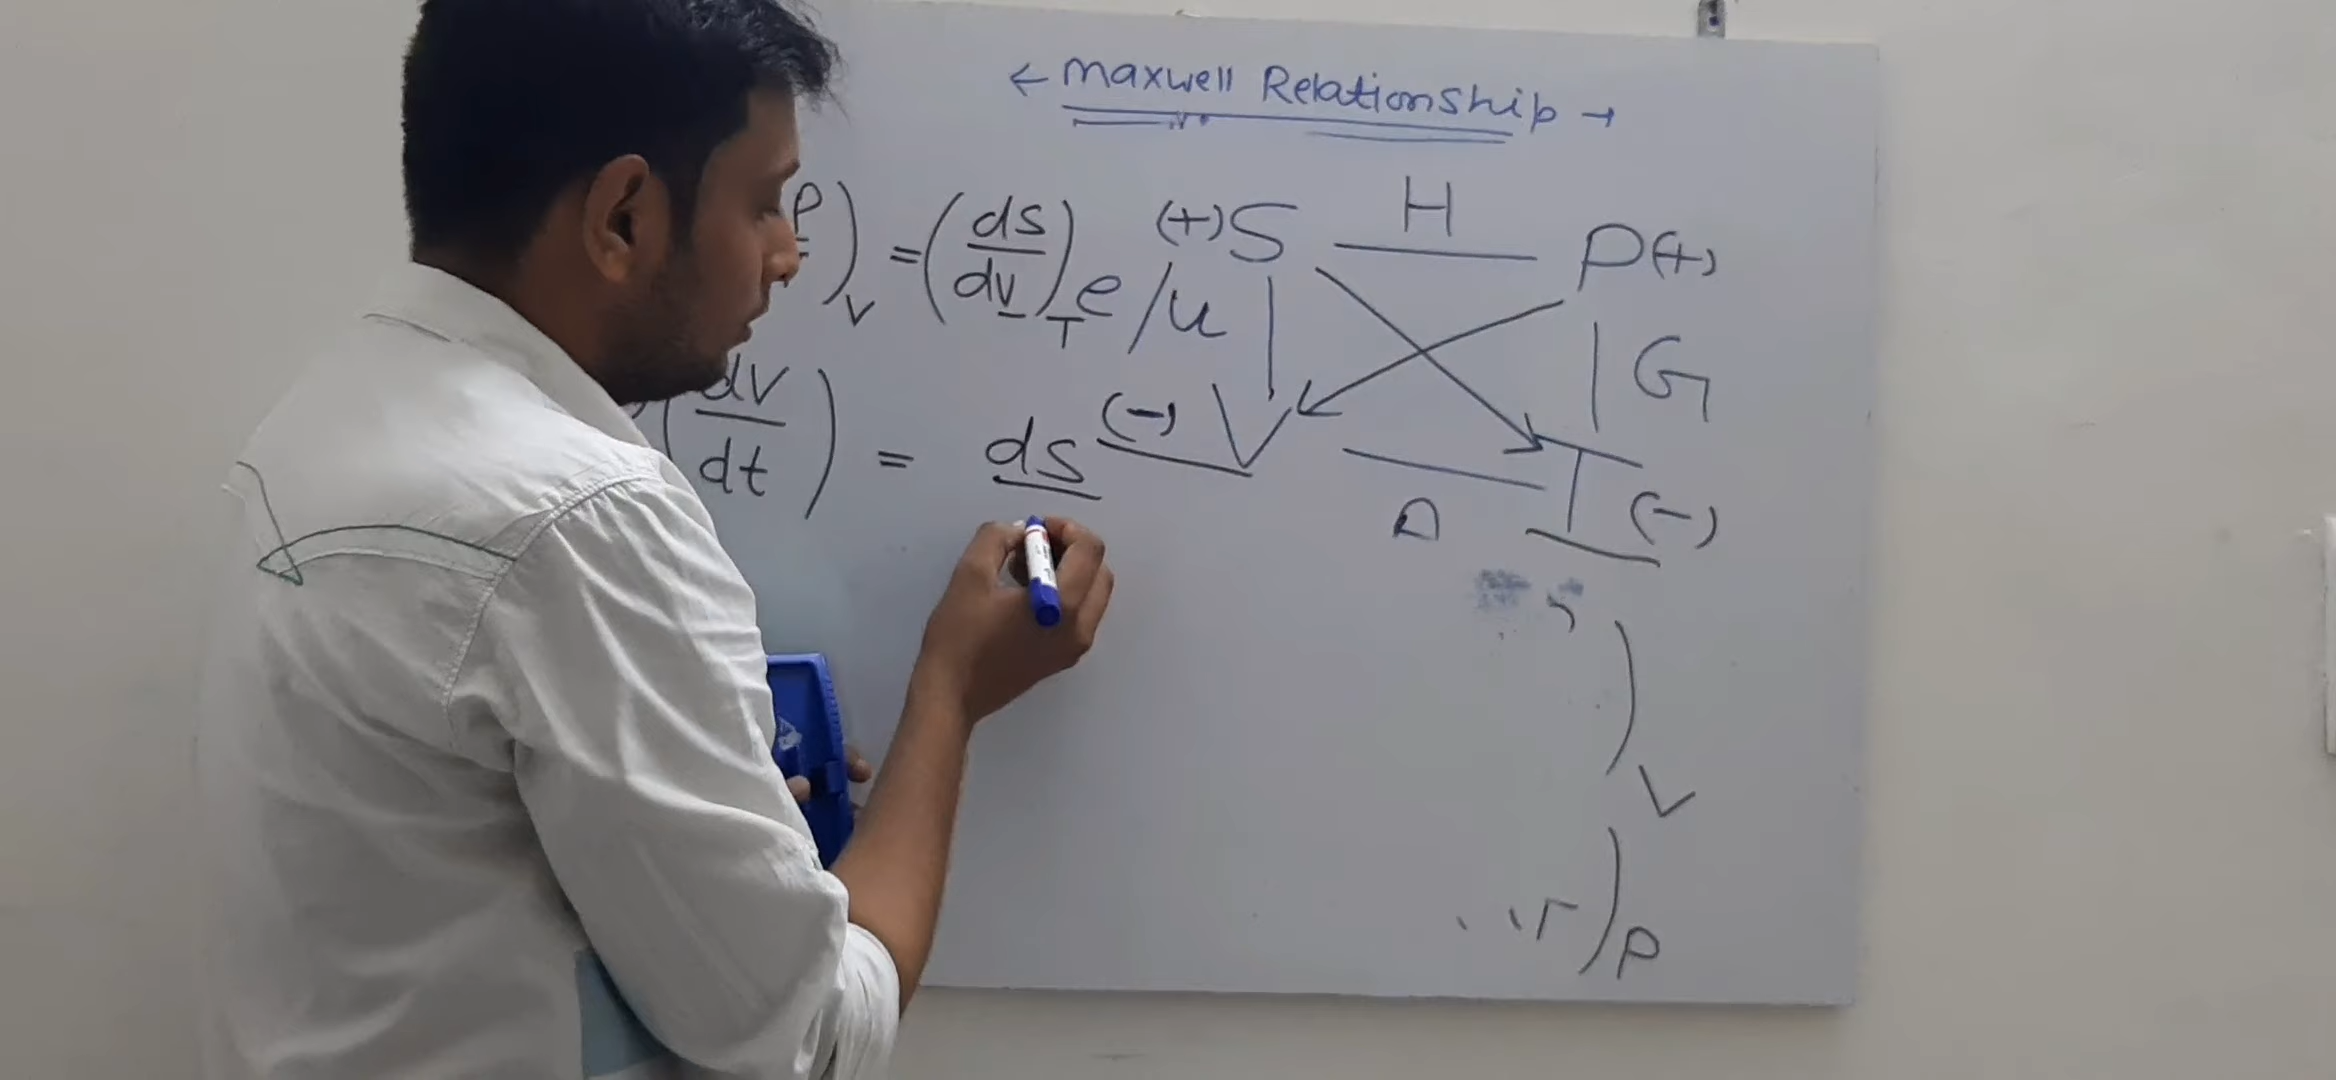 ← Maxwell Relationship →
P)V = (ds/dv)T
(+) S H P (+)
e/u G
(dv/dt) = ds
(-) V A T (-)
)V
)P